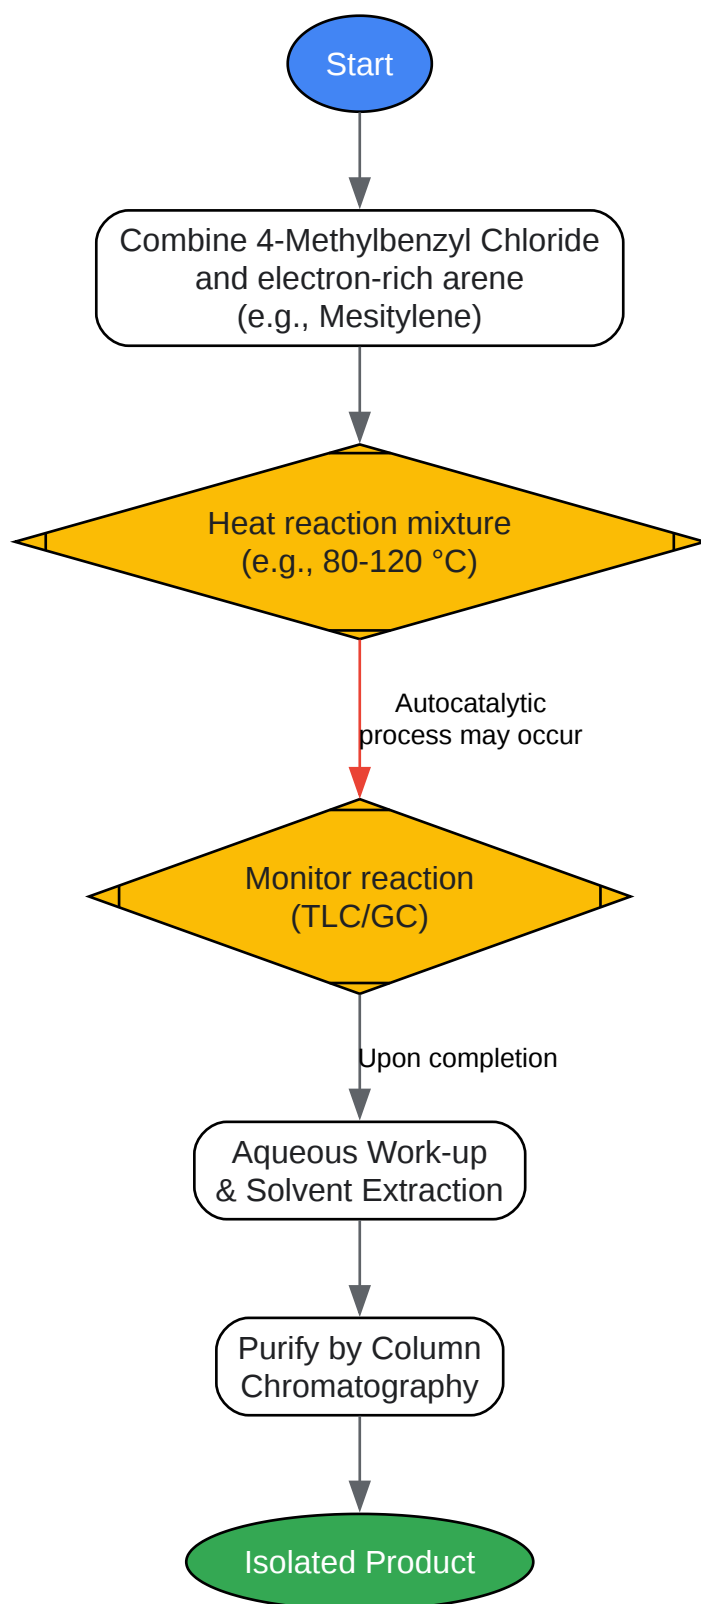 Start
Combine 4-Methylbenzyl Chloride
and electron-rich arene
(e.g., Mesitylene)
Heat reaction mixture
(e.g., 80-120 °C)
Autocatalytic
process may occur
Monitor reaction
(TLC/GC)
Upon completion
Aqueous Work-up
& Solvent Extraction
Purify by Column
Chromatography
Isolated Product